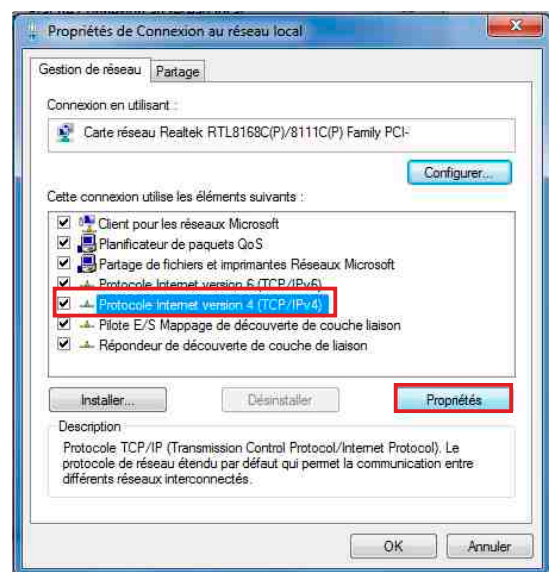 Propriétés de Connexion au réseau local
Gestion de réseau Partage
Connexion en utilisant :
Carte réseau Realtek RTL8168C(P)/8111C(P) Family PCI-
Configurer...
Cette connexion utilise les éléments suivants :
Client pour les réseaux Microsoft
Planificateur de paquets QoS
Partage de fichiers et imprimantes Réseaux Microsoft
Protocole Internet version 6 (TCP/IPv6)
Protocole Internet version 4 (TCP/IPv4)
Pilote E/S Mappage de découverte de couche liaison
Répondeur de découverte de couche de liaison
Installer... Désinstaller Propriétés
Description
Protocole TCP/IP (Transmission Control Protocol/Internet Protocol). Le
protocole de réseau étendu par défaut qui permet la communication entre
différents réseaux interconnectés.
OK Annuler